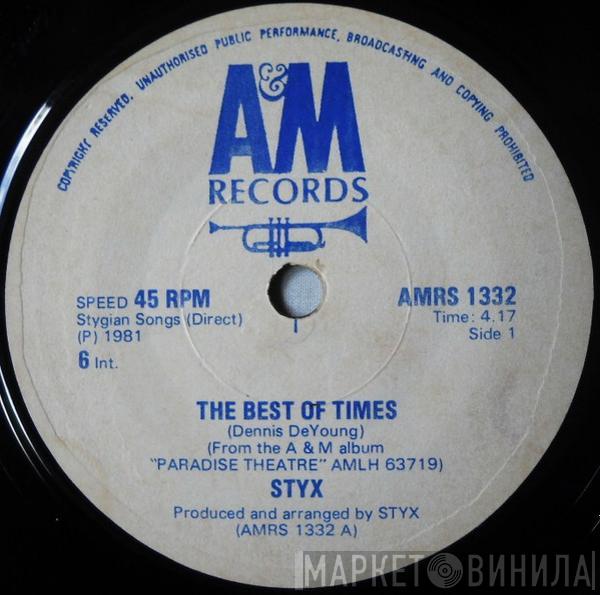 COPYRIGHT RESERVED. UNAUTHORISED PUBLIC PERFORMANCE, BROADCASTING AND COPYING PROHIBITED
A&M
RECORDS
SPEED 45 RPM
Stygian Songs (Direct)
(P) 1981
6 Int.
AMRS 1332
Time: 4.17
Side 1
THE BEST OF TIMES
(Dennis DeYoung)
(From the A & M album
"PARADISE THEATRE" AMLH 63719)
STYX
Produced and arranged by STYX
(AMRS 1332 A)
МАРКЕТ ВИНИЛА